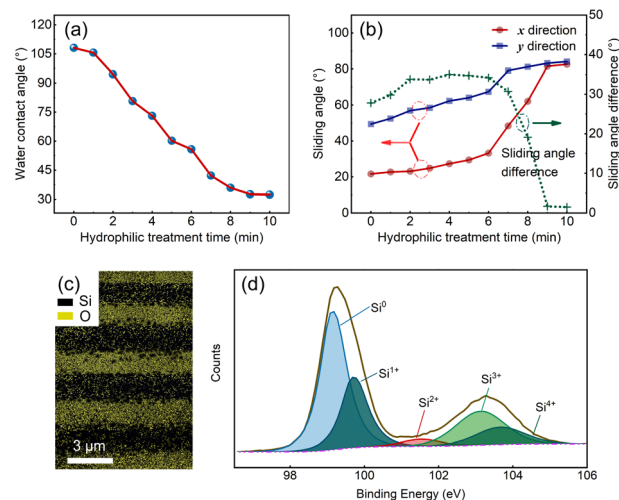 (a)
Water contact angle (°)
120
105
90
75
60
45
30
0 2 4 6 8 10
Hydrophilic treatment time (min)
(b)
x direction
y direction
Sliding angle (°)
100
80
60
40
20
0
50
40
30
20
10
0
Sliding angle difference (°)
Sliding angle
difference
0 2 4 6 8 10
Hydrophilic treatment time (min)
(c)
Si
O
3 μm
(d)
Counts
Si⁰
Si¹⁺
Si²⁺
Si³⁺
Si⁴⁺
98 100 102 104 106
Binding Energy (eV)